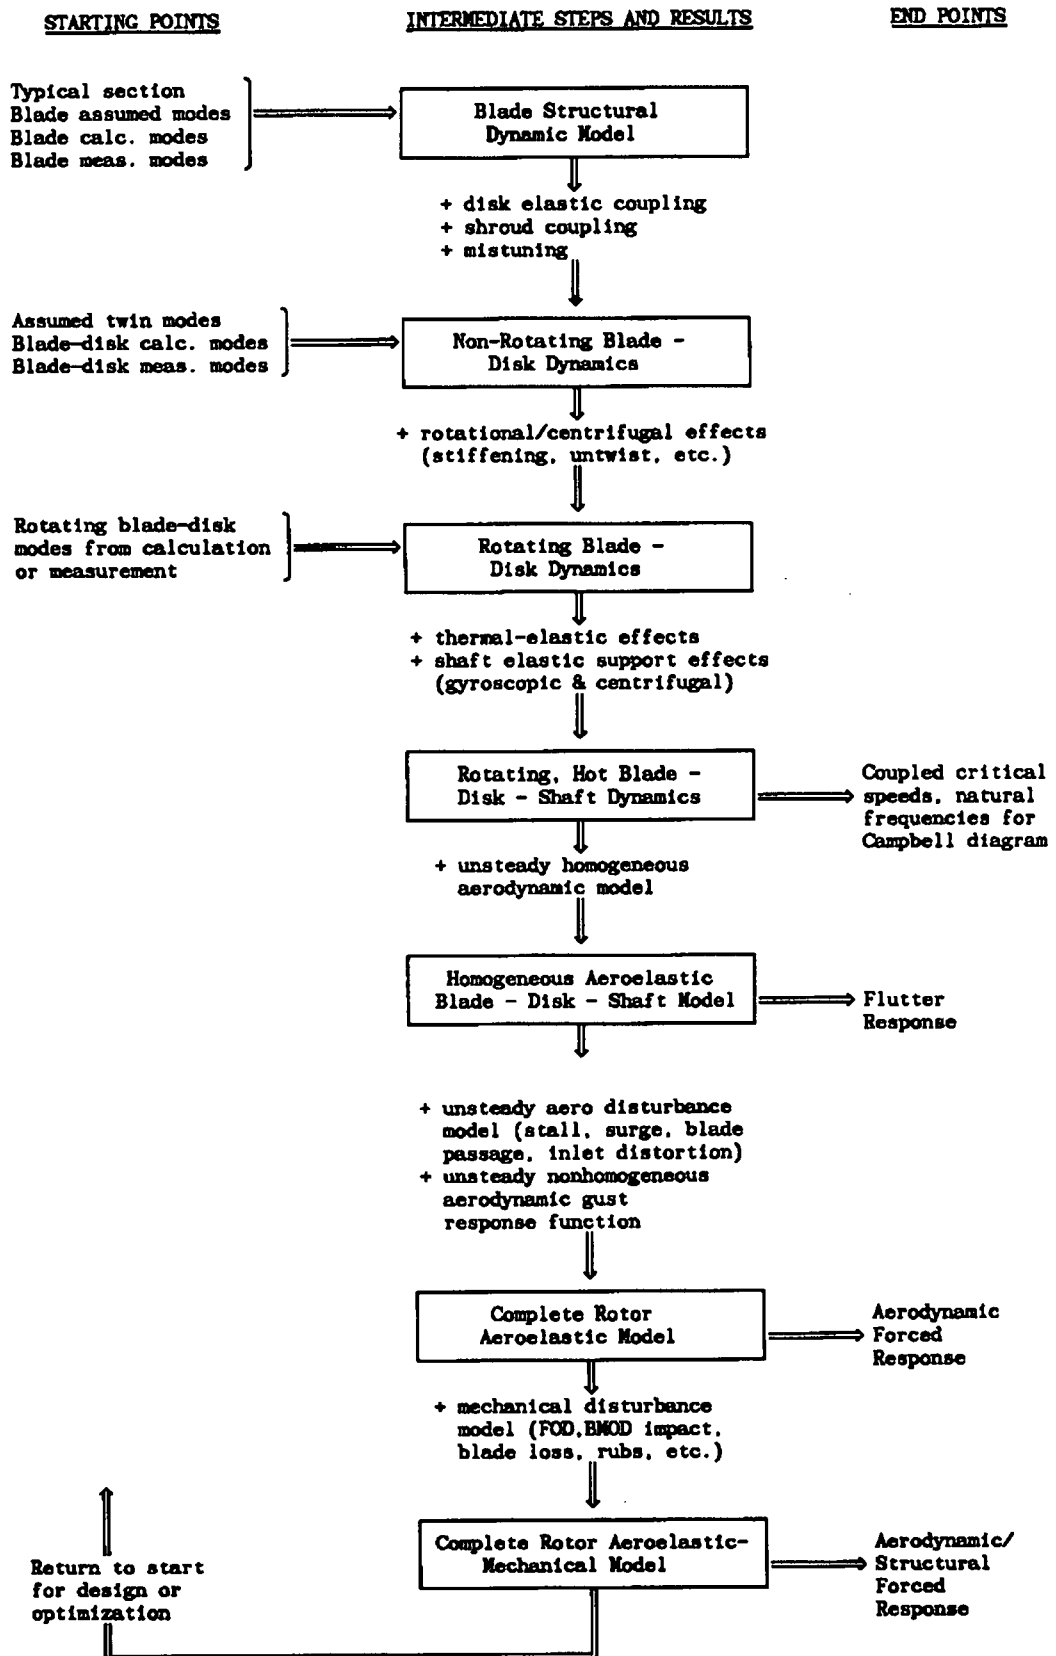 STARTING POINTS
INTERMEDIATE STEPS AND RESULTS
END POINTS
Typical section
Blade assumed modes
Blade calc. modes
Blade meas. modes
Blade Structural
Dynamic Model
+ disk elastic coupling
+ shroud coupling
+ mistuning
Assumed twin modes
Blade-disk calc. modes
Blade-disk meas. modes
Non-Rotating Blade -
Disk Dynamics
+ rotational/centrifugal effects
(stiffening, untwist, etc.)
Rotating blade-disk
modes from calculation
or measurement
Rotating Blade -
Disk Dynamics
+ thermal-elastic effects
+ shaft elastic support effects
(gyroscopic & centrifugal)
Rotating, Hot Blade -
Disk - Shaft Dynamics
Coupled critical
speeds, natural
frequencies for
Campbell diagram
+ unsteady homogeneous
aerodynamic model
Homogeneous Aeroelastic
Blade - Disk - Shaft Model
Flutter
Response
+ unsteady aero disturbance
model (stall, surge, blade
passage, inlet distortion)
+ unsteady nonhomogeneous
aerodynamic gust
response function
Complete Rotor
Aeroelastic Model
Aerodynamic
Forced
Response
+ mechanical disturbance
model (FOD,BMOD impact,
blade loss, rubs, etc.)
Complete Rotor Aeroelastic-
Mechanical Model
Aerodynamic/
Structural
Forced
Response
Return to start
for design or
optimization